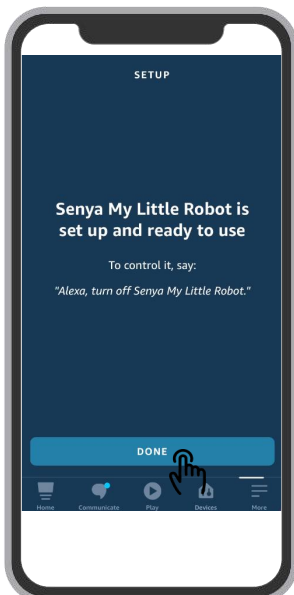 SETUP
Senya My Little Robot is
set up and ready to use
To control it, say:
"Alexa, turn off Senya My Little Robot."
DONE
Home Communicate Play Devices More